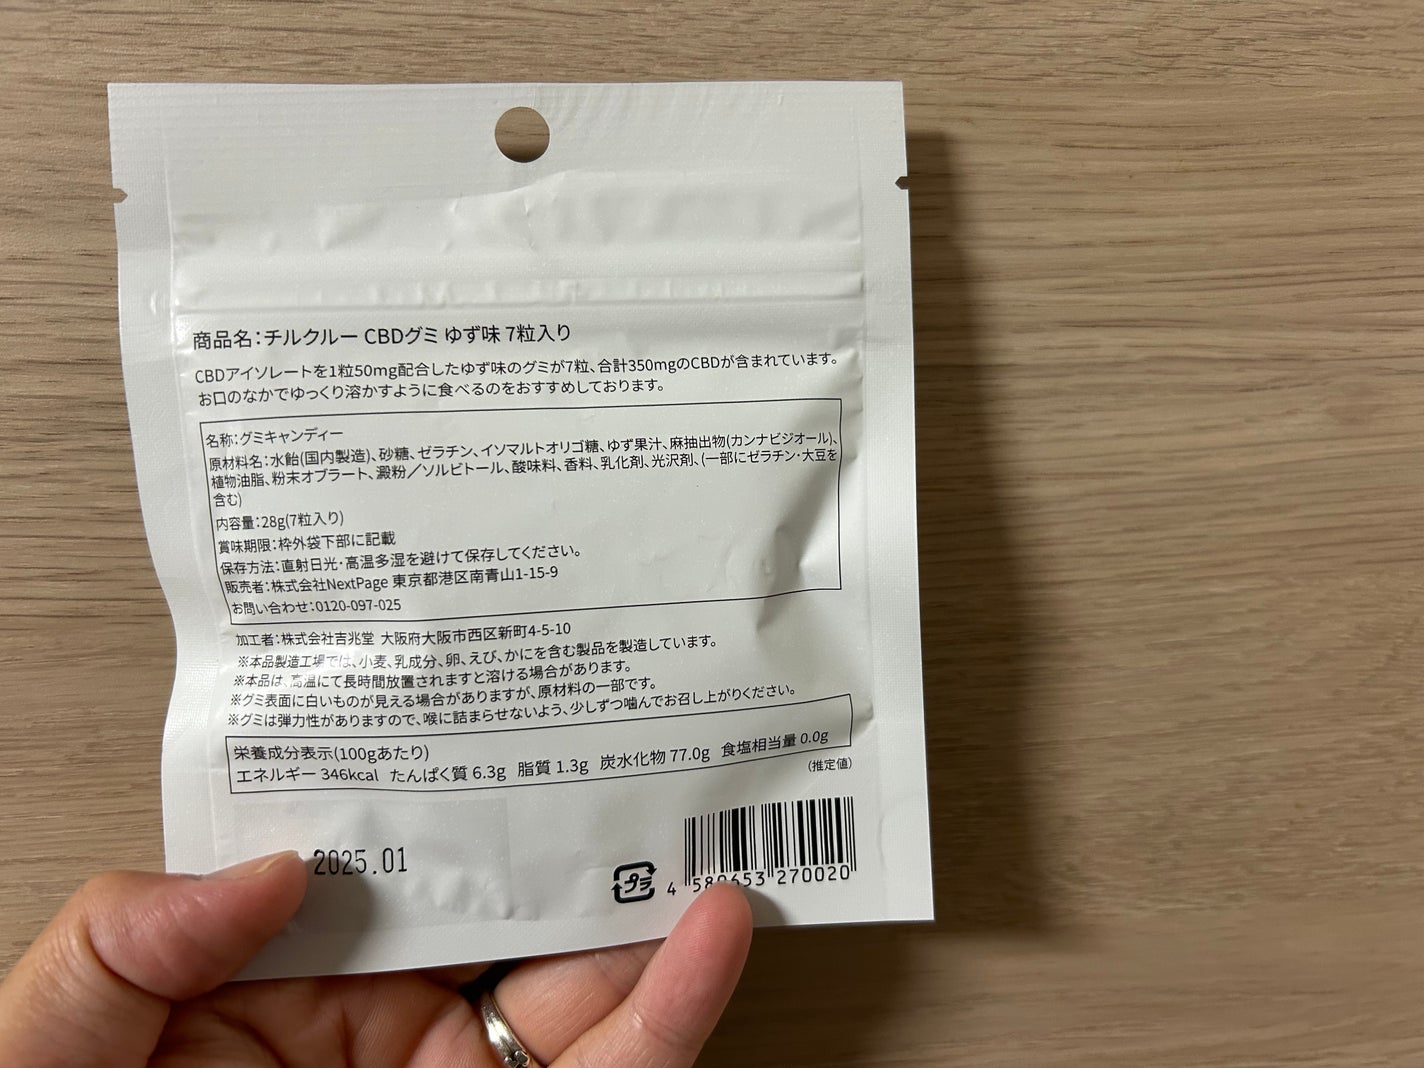 商品名：チルクルー CBDグミ ゆず味 7粒入り
CBDアイソレートを1粒50mg配合したゆず味のグミが7粒、合計350mgのCBDが含まれています。
お口のなかでゆっくり溶かすように食べるのをおすすめしております。
名称：グミキャンディー
原材料名：水飴(国内製造)、砂糖、ゼラチン、イソマルトオリゴ糖、ゆず果汁、麻抽出物(カンナビジオール)、
植物油脂、粉末オブラート、澱粉／ソルビトール、酸味料、香料、乳化剤、光沢剤、(一部にゼラチン・大豆を
含む)
内容量：28g(7粒入り)
賞味期限：枠外袋下部に記載
保存方法：直射日光・高温多湿を避けて保存してください。
販売者：株式会社NextPage 東京都港区南青山1-15-9
お問い合わせ：0120-097-025
加工者：株式会社吉兆堂 大阪府大阪市西区新町4-5-10
※本品製造工場では、小麦、乳成分、卵、えび、かにを含む製品を製造しています。
※本品は、高温にて長時間放置されますと溶ける場合があります。
※グミ表面に白いものが見える場合がありますが、原材料の一部です。
※グミは弾力性がありますので、喉に詰まらせないよう、少しずつ噛んでお召し上がりください。
栄養成分表示(100gあたり)
エネルギー 346kcal たんぱく質 6.3g 脂質 1.3g 炭水化物 77.0g 食塩相当量 0.0g
(推定値)
2025.01
プラ
4 580653 270020